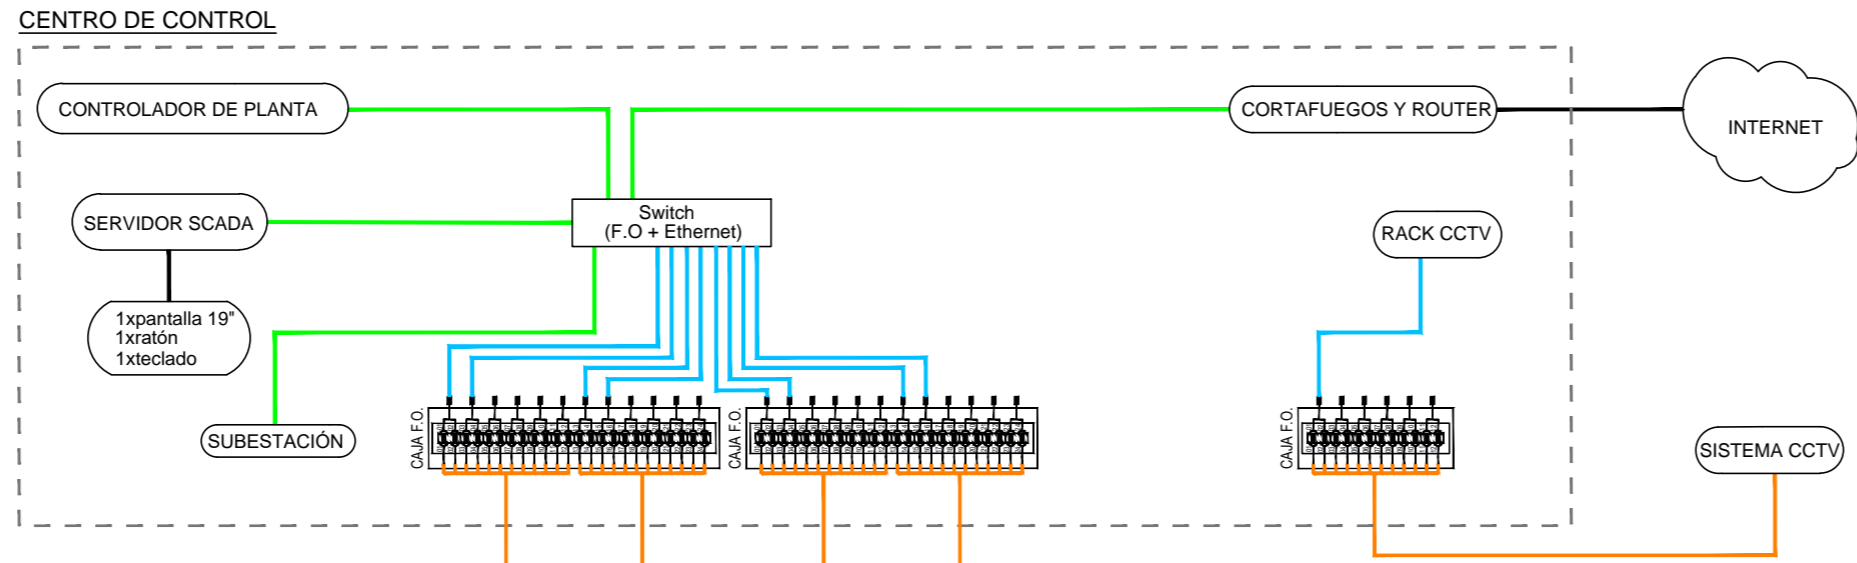 CENTRO DE CONTROL
CONTROLADOR DE PLANTA
CORTAFUEGOS Y ROUTER
INTERNET
SERVIDOR SCADA
Switch
(F.O + Ethernet)
RACK CCTV
1xpantalla 19"
1xratón
1xteclado
SUBESTACIÓN
CAJA F.O.
CAJA F.O.
CAJA F.O.
SISTEMA CCTV